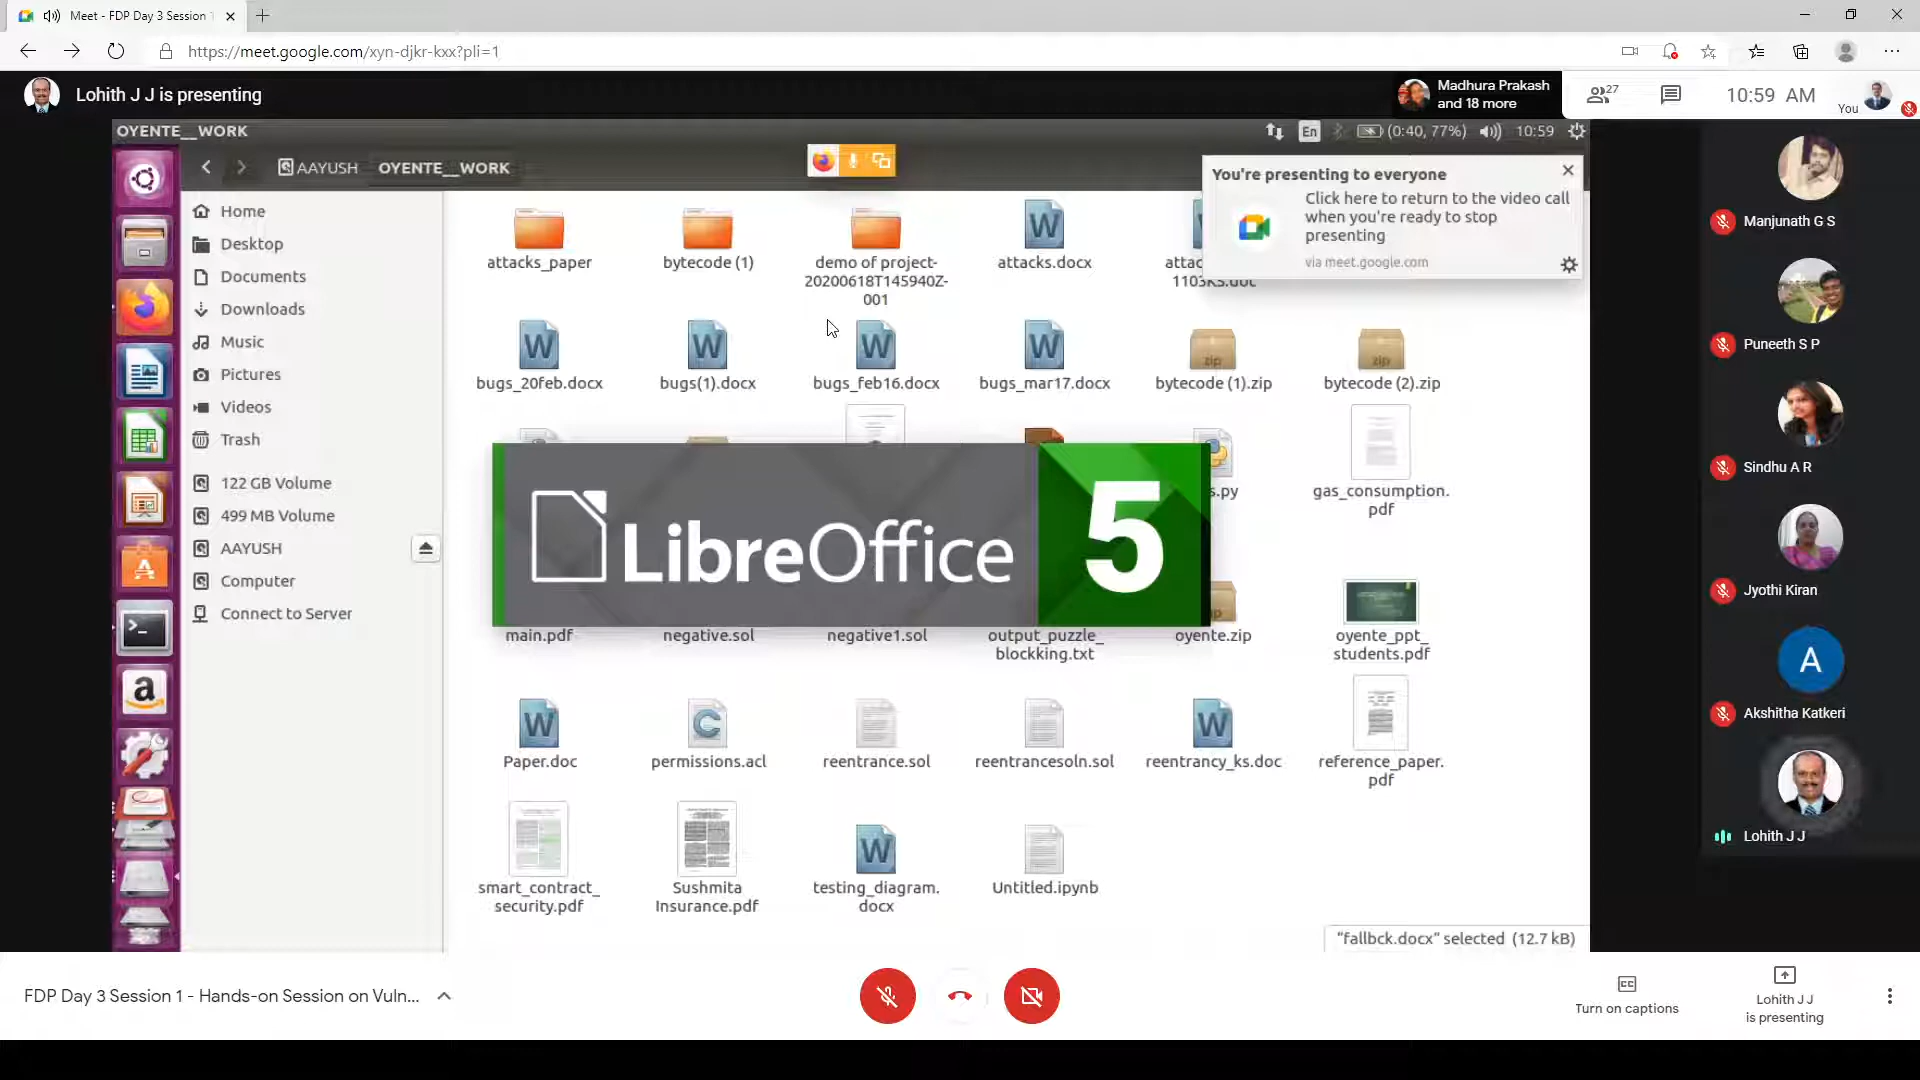 Meet - FDP Day 3 Session 1
https://meet.google.com/xyn-djkr-kxx?pli=1
Lohith J J is presenting
Madhura Prakash
and 18 more
27
10:59 AM
You
OYENTE__WORK
En
(0:40, 77%)
10:59
AAYUSH
OYENTE__WORK
You're presenting to everyone
Click here to return to the video call
when you're ready to stop
presenting
via meet.google.com
Home
Desktop
Documents
Downloads
Music
Pictures
Videos
Trash
122 GB Volume
499 MB Volume
AAYUSH
Computer
Connect to Server
attacks_paper
bytecode (1)
demo of project-
20200618T145940Z-
001
attacks.docx
bugs_20feb.docx
bugs(1).docx
bugs_feb16.docx
bugs_mar17.docx
bytecode (1).zip
bytecode (2).zip
s.py
gas_consumption.
pdf
LibreOffice 5
main.pdf
negative.sol
negative1.sol
output_puzzle_
blockking.txt
oyente.zip
oyente_ppt_
students.pdf
Paper.doc
permissions.acl
reentrance.sol
reentrancesoln.sol
reentrancy_ks.doc
reference_paper.
pdf
smart_contract_
security.pdf
Sushmita
Insurance.pdf
testing_diagram.
docx
Untitled.ipynb
"fallbck.docx" selected (12.7 kB)
Manjunath G S
Puneeth S P
Sindhu A R
Jyothi Kiran
A
Akshitha Katkeri
Lohith J J
FDP Day 3 Session 1 - Hands-on Session on Vuln...
Turn on captions
Lohith J J
is presenting